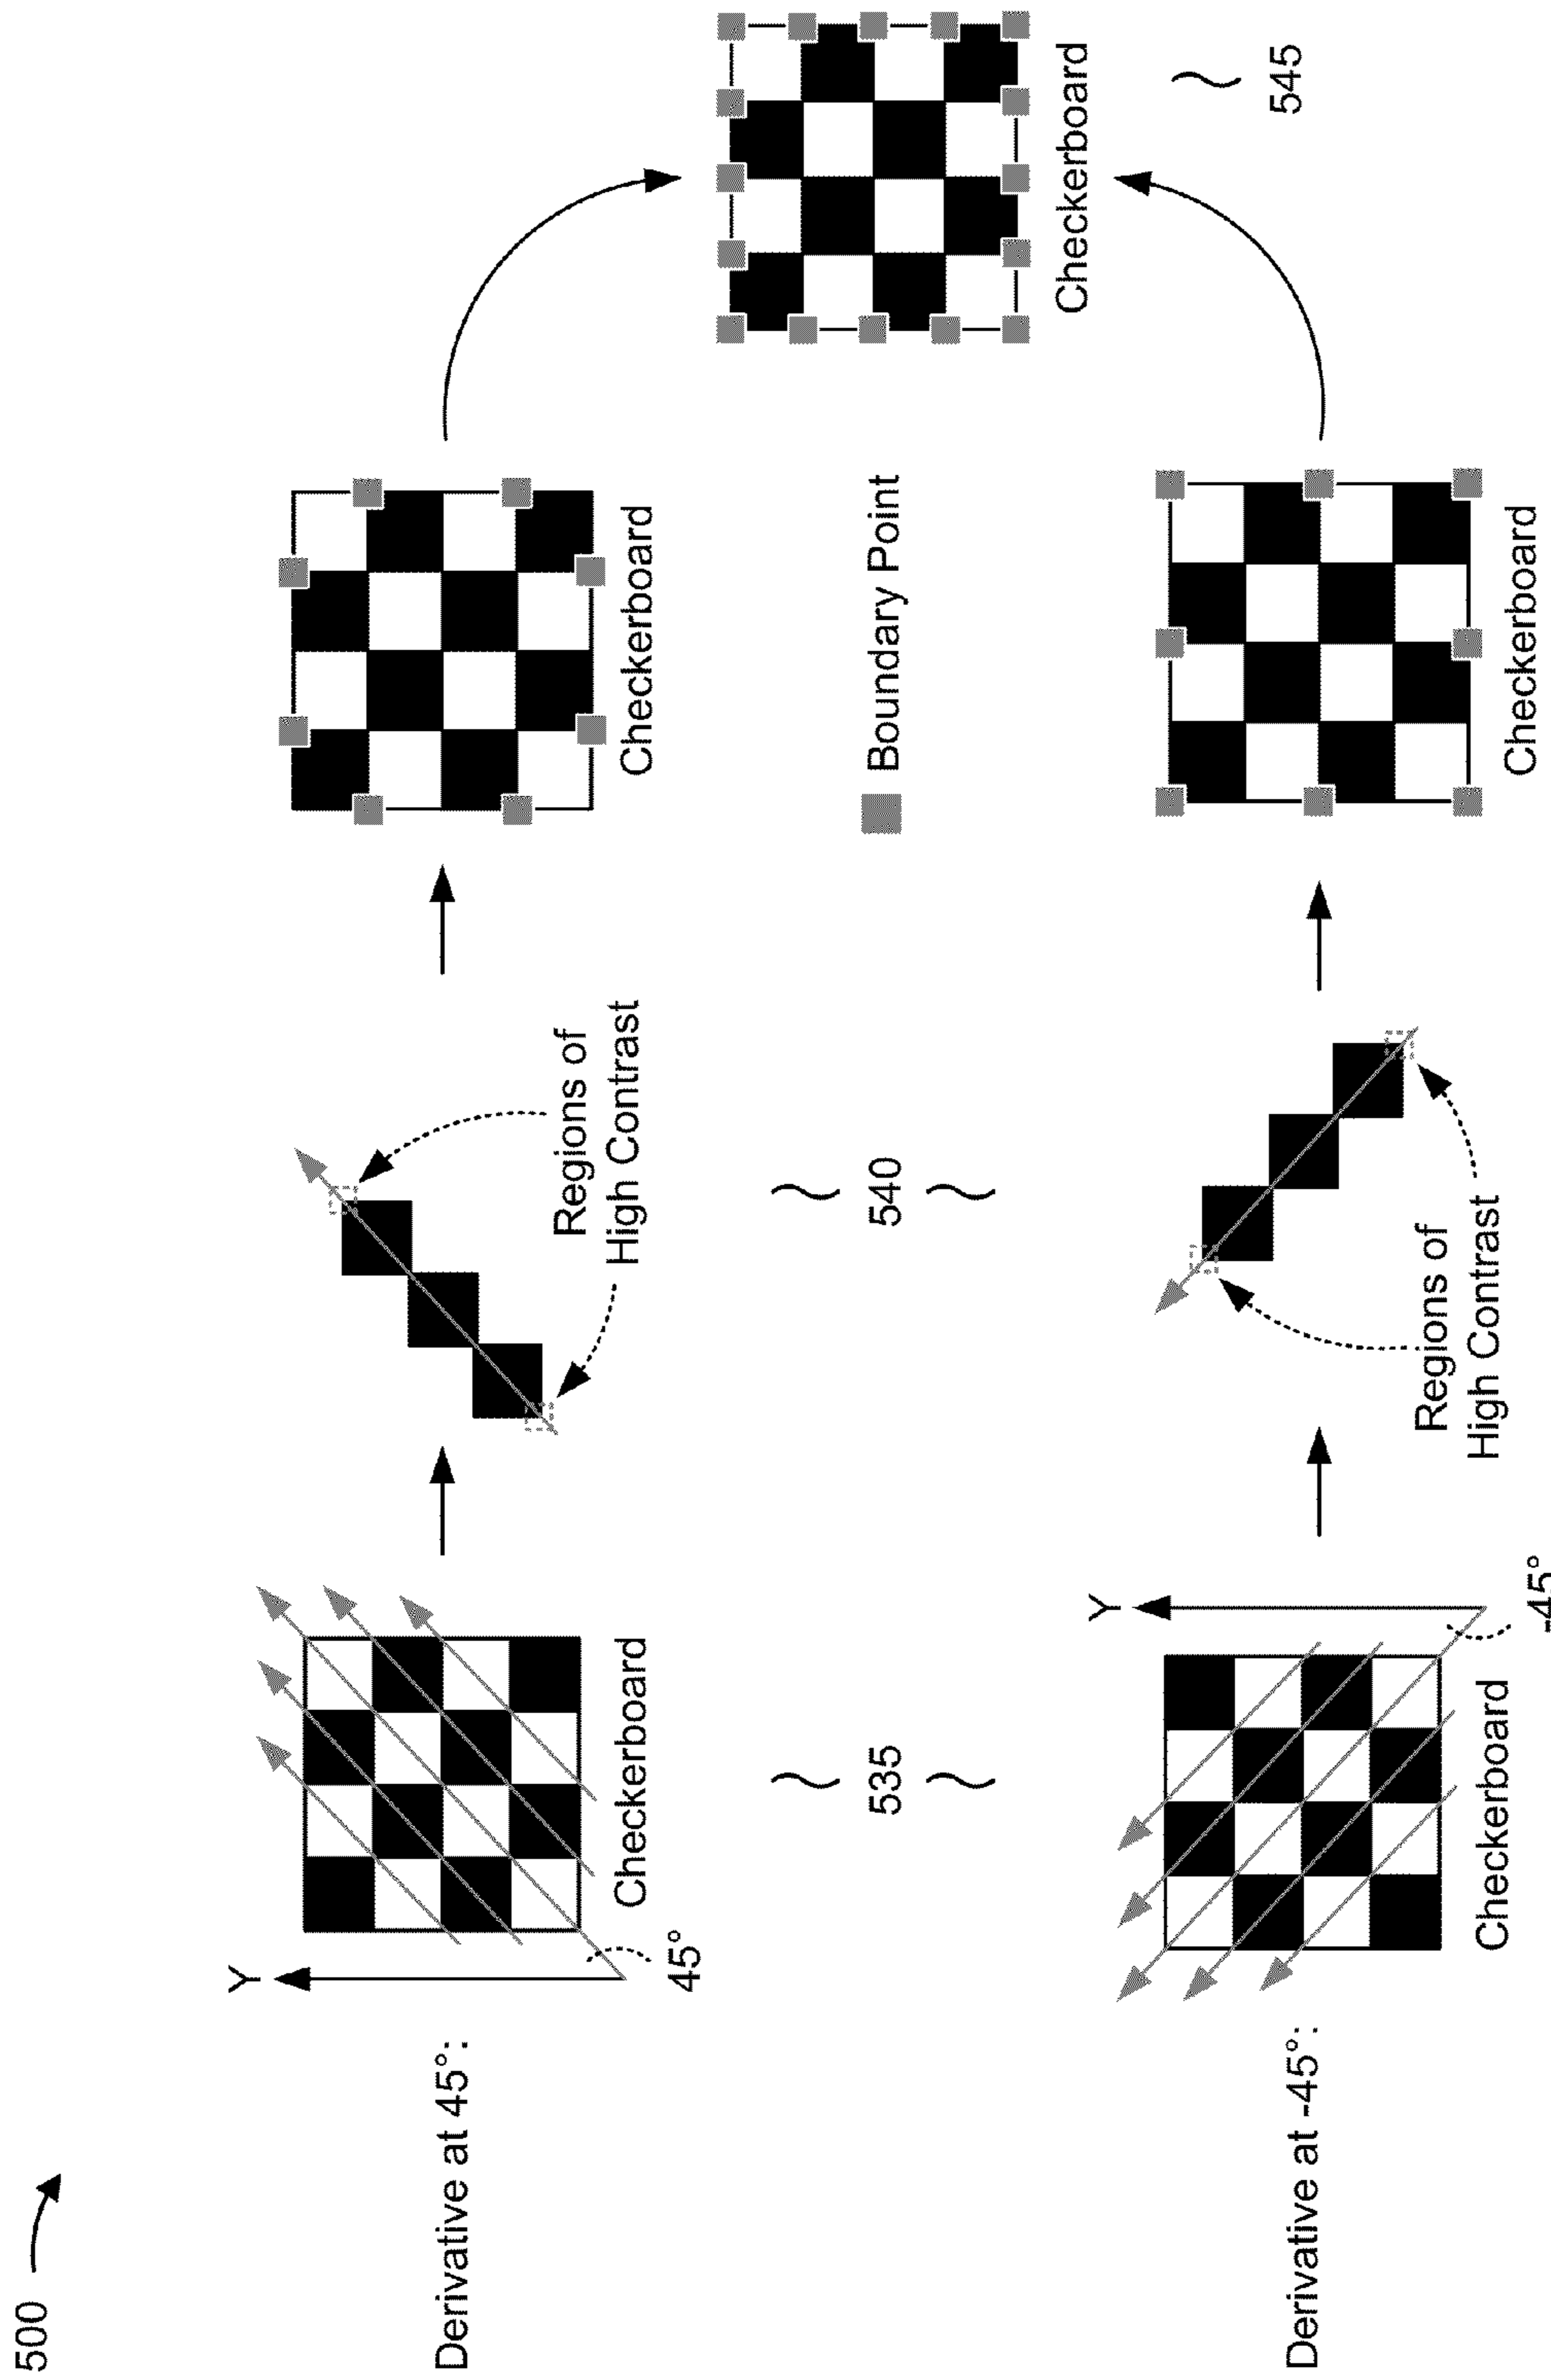 500
Derivative at 45°:
Y
45°
Checkerboard
Regions of
High Contrast
Checkerboard
535
540
Boundary Point
Checkerboard
545
Derivative at -45°:
Y
-45°
Checkerboard
Regions of
High Contrast
Checkerboard